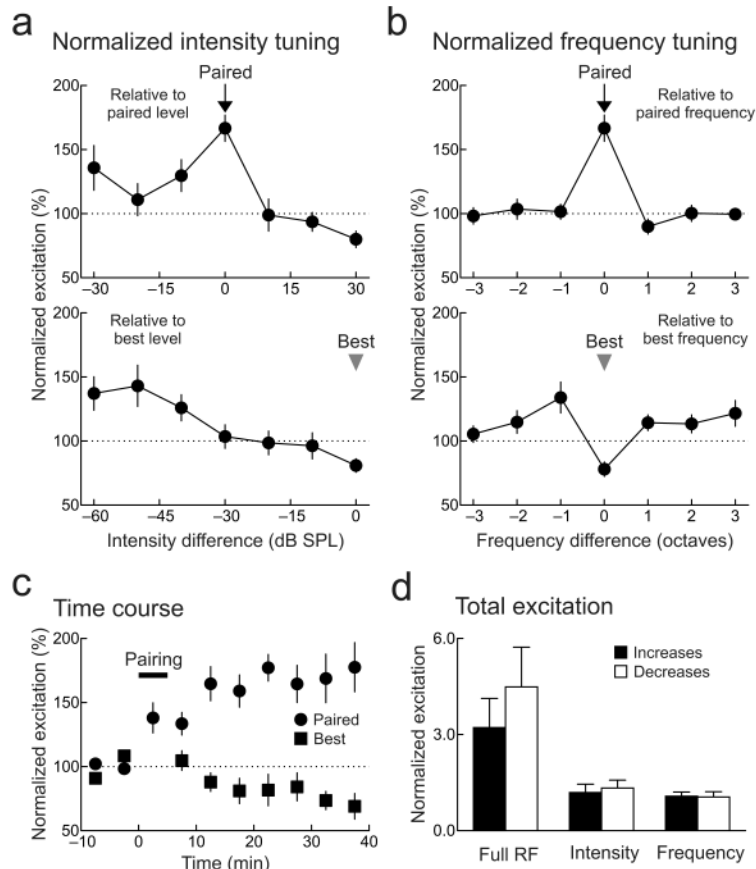 a
Normalized intensity tuning
Normalized excitation (%)
200
150
100
50
Relative to
paired level
Paired
–30
–15
0
15
30
200
150
100
50
Relative to
best level
Best
–60
–45
–30
–15
0
Intensity difference (dB SPL)
b
Normalized frequency tuning
Normalized excitation (%)
200
150
100
50
Paired
Relative to
paired frequency
–3
–2
–1
0
1
2
3
200
150
100
50
Best
Relative to
best frequency
–3
–2
–1
0
1
2
3
Frequency difference (octaves)
c
Time course
Normalized excitation (%)
200
150
100
50
Pairing
Paired
Best
–10
0
10
20
30
40
Time (min)
d
Total excitation
Normalized excitation
6.0
3.0
0.0
Increases
Decreases
Full RF
Intensity
Frequency